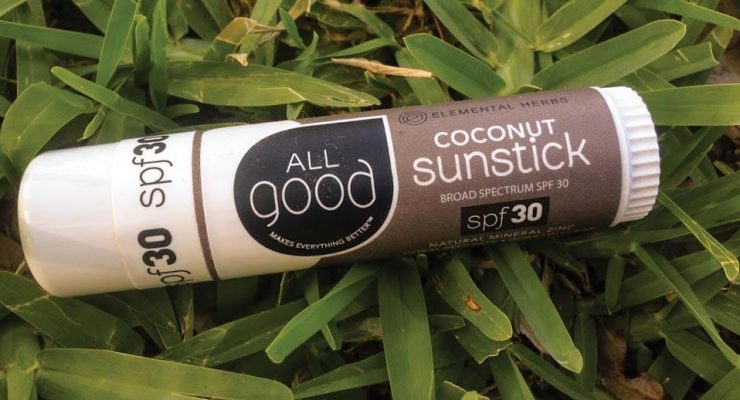 spf30
spf30
ALL
good
MAKES EVERYTHING BETTER™
ELEMENTAL HERBS
COCONUT
sunstick
BROAD SPECTRUM SPF 30
spf30
NATURAL MINERAL ZINC